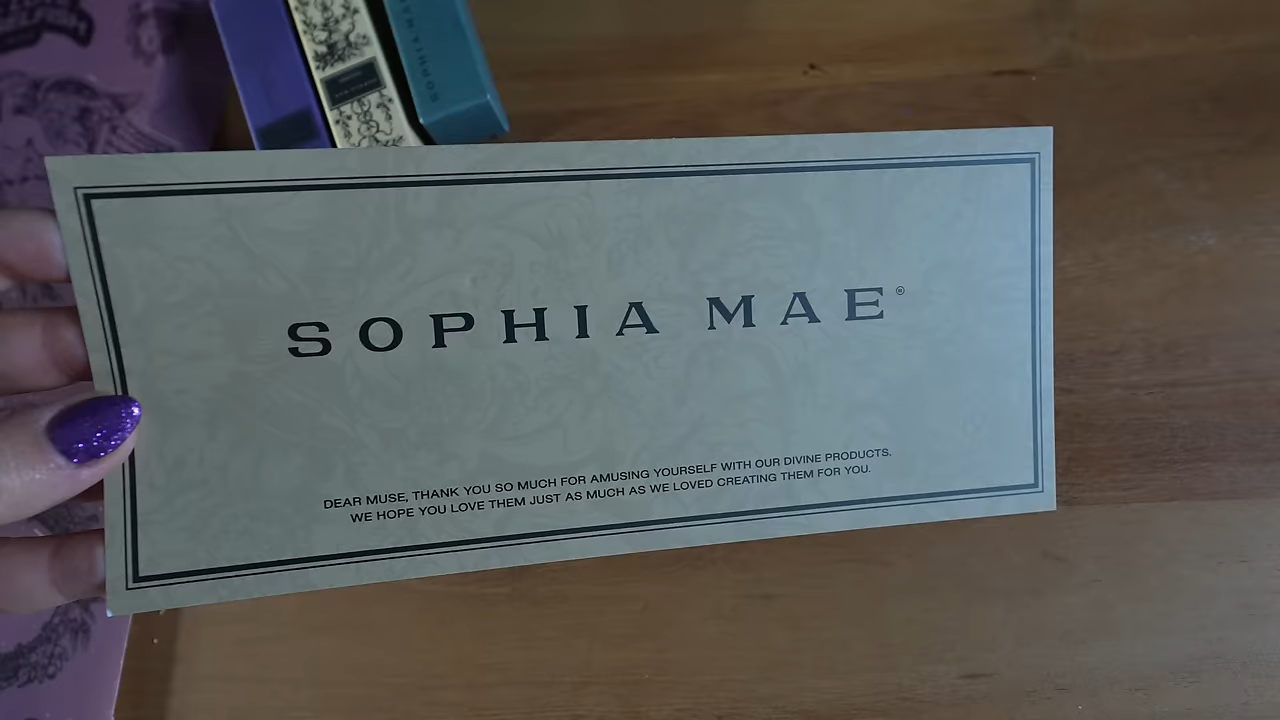 SOPHIA MAE®
DEAR MUSE, THANK YOU SO MUCH FOR AMUSING YOURSELF WITH OUR DIVINE PRODUCTS.
WE HOPE YOU LOVE THEM JUST AS MUCH AS WE LOVED CREATING THEM FOR YOU.